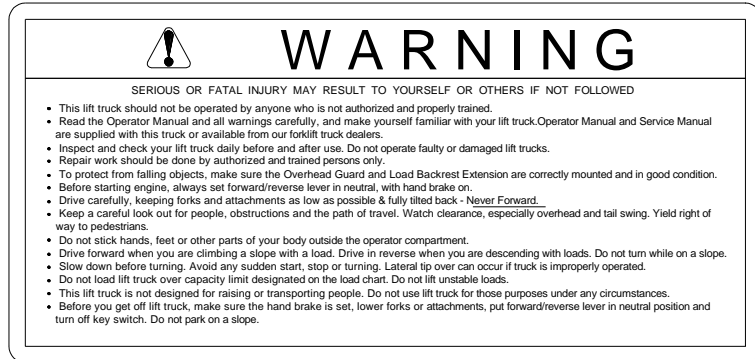 WARNING
SERIOUS OR FATAL INJURY MAY RESULT TO YOURSELF OR OTHERS IF NOT FOLLOWED
• This lift truck should not be operated by anyone who is not authorized and properly trained.
• Read the Operator Manual and all warnings carefully, and make yourself familiar with your lift truck.Operator Manual and Service Manual
are supplied with this truck or available from our forklift truck dealers.
• Inspect and check your lift truck daily before and after use. Do not operate faulty or damaged lift trucks.
• Repair work should be done by authorized and trained persons only.
• To protect from falling objects, make sure the Overhead Guard and Load Backrest Extension are correctly mounted and in good condition.
• Before starting engine, always set forward/reverse lever in neutral, with hand brake on.
• Drive carefully, keeping forks and attachments as low as possible & fully tilted back - Never Forward.
• Keep a careful look out for people, obstructions and the path of travel. Watch clearance, especially overhead and tail swing. Yield right of
way to pedestrians.
• Do not stick hands, feet or other parts of your body outside the operator compartment.
• Drive forward when you are climbing a slope with a load. Drive in reverse when you are descending with loads. Do not turn while on a slope.
• Slow down before turning. Avoid any sudden start, stop or turning. Lateral tip over can occur if truck is improperly operated.
• Do not load lift truck over capacity limit designated on the load chart. Do not lift unstable loads.
• This lift truck is not designed for raising or transporting people. Do not use lift truck for those purposes under any circumstances.
• Before you get off lift truck, make sure the hand brake is set, lower forks or attachments, put forward/reverse lever in neutral position and
turn off key switch. Do not park on a slope.